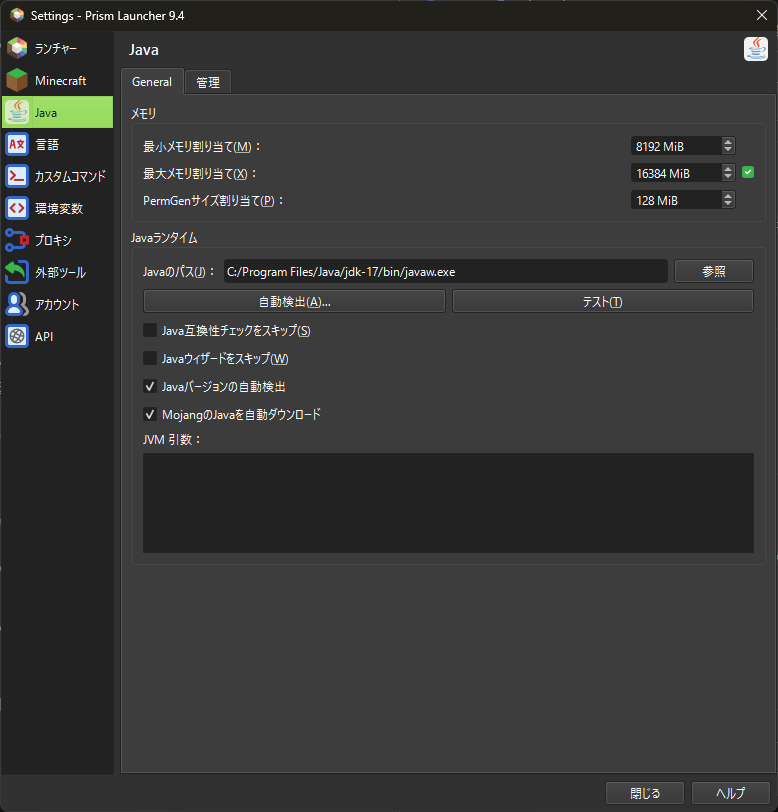 Settings - Prism Launcher 9.4
ランチャー
Minecraft
Java
言語
カスタムコマンド
環境変数
プロキシ
外部ツール
アカウント
API
Java
General
管理
メモリ
最小メモリ割り当て(M)：
8192 MiB
最大メモリ割り当て(X)：
16384 MiB
PermGenサイズ割り当て(P)：
128 MiB
Javaランタイム
Javaのパス(J)：
C:/Program Files/Java/jdk-17/bin/javaw.exe
参照
自動検出(A)...
テスト(T)
Java互換性チェックをスキップ(S)
Javaウィザードをスキップ(W)
Javaバージョンの自動検出
MojangのJavaを自動ダウンロード
JVM 引数：
閉じる
ヘルプ